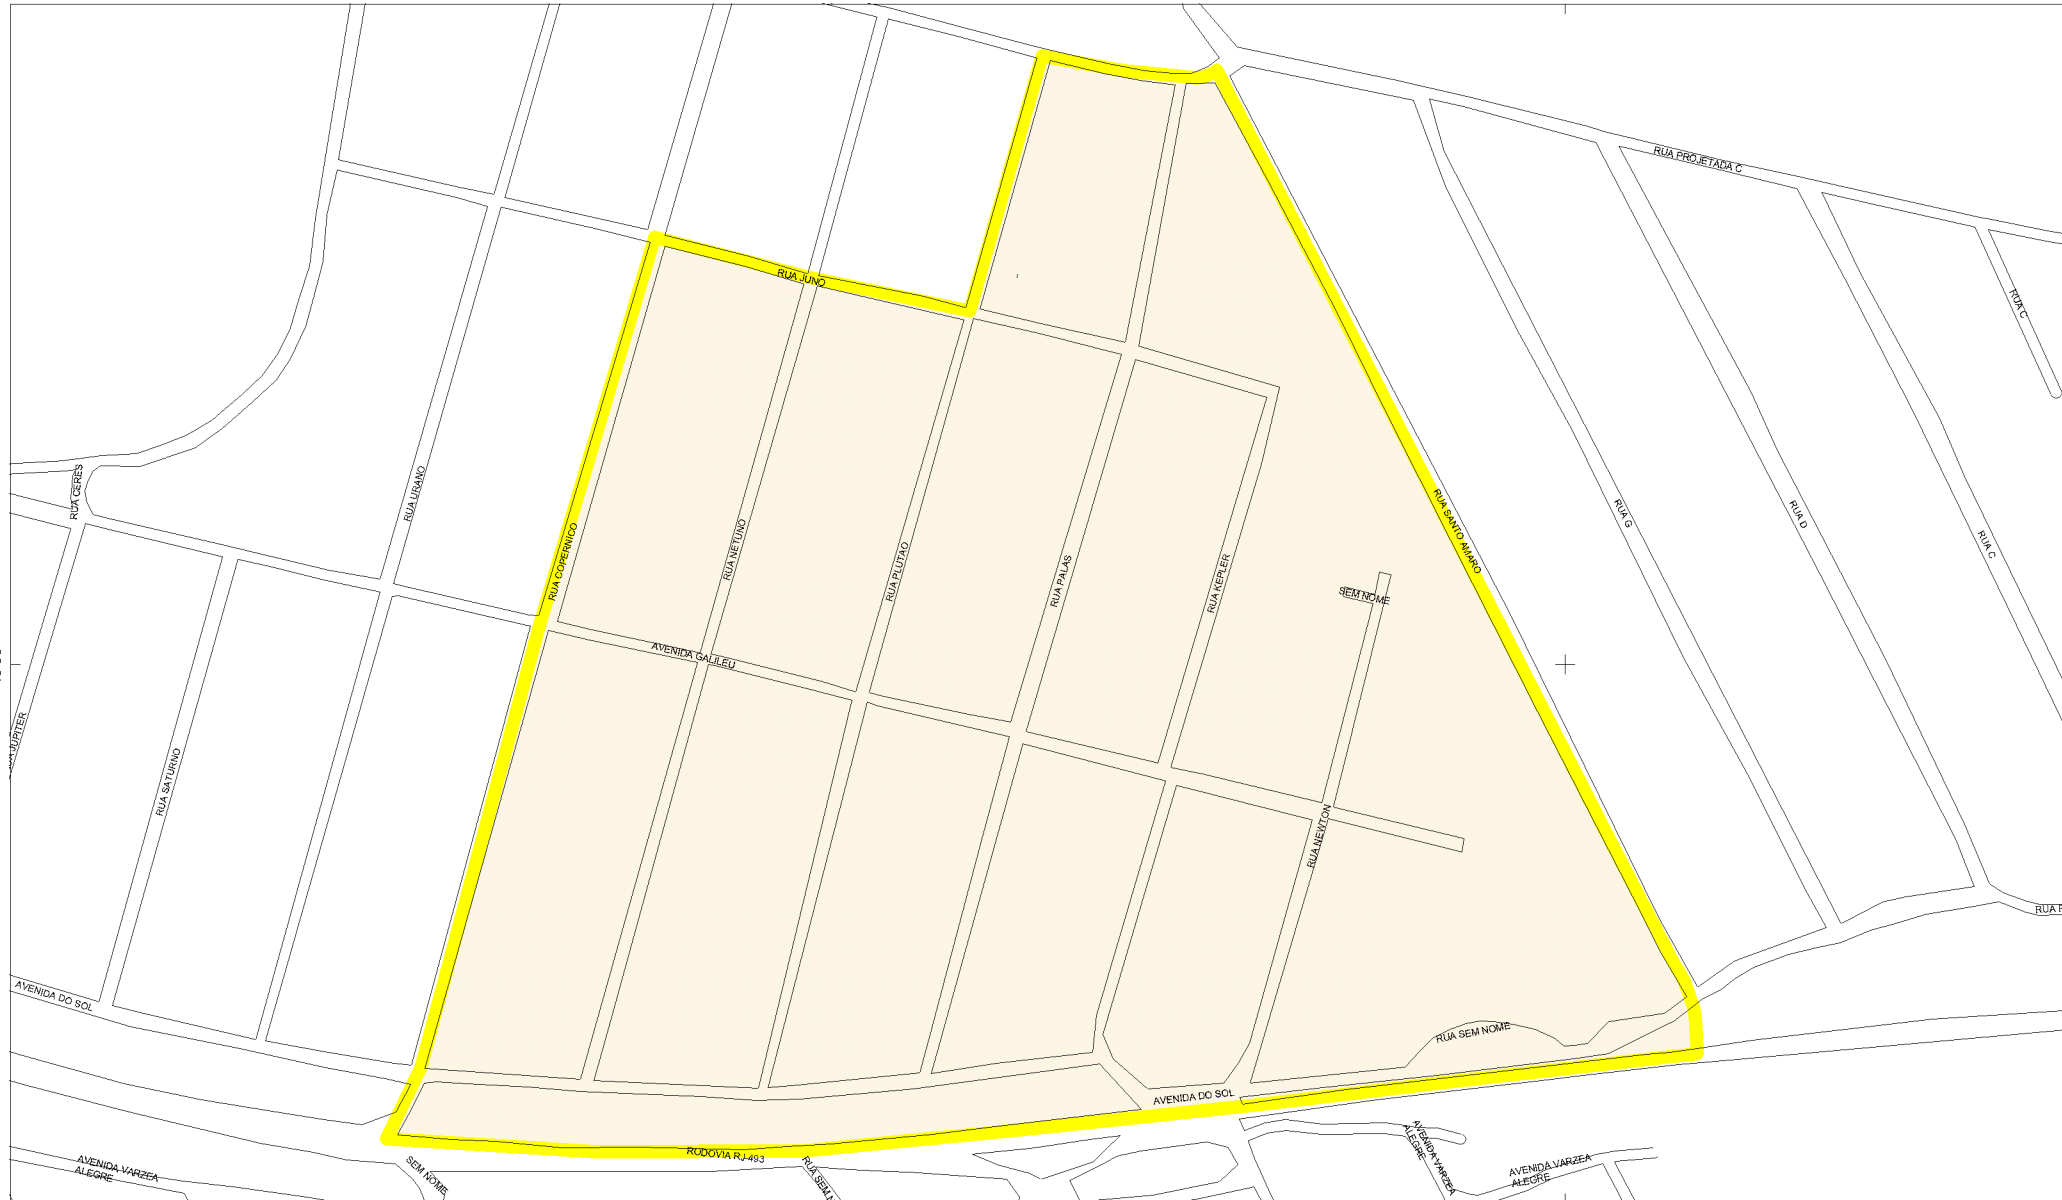 RUA PROJETADA C
RUA JUNO
RUA C
RUA CERES
RUA URANO
RUA COPERNICO
RUA NETUNO
RUA PLUTAO
RUA PALAS
RUA KEPLER
SEM NOME
RUA SANTO AMARO
RUA G
RUA D
RUA C
AVENIDA GALILEU
JUPITER
RUA SATURNO
RUA NEWTON
AVENIDA DO SOL
RUA SEM NOME
AVENIDA DO SOL
RODOVIA RJ-493
AVENIDA VARZEA
ALEGRE
SEM NOME
RUA SEM
AVENIDA VARZEA
ALEGRE
AVENIDA VARZEA
ALEGRE
RUA